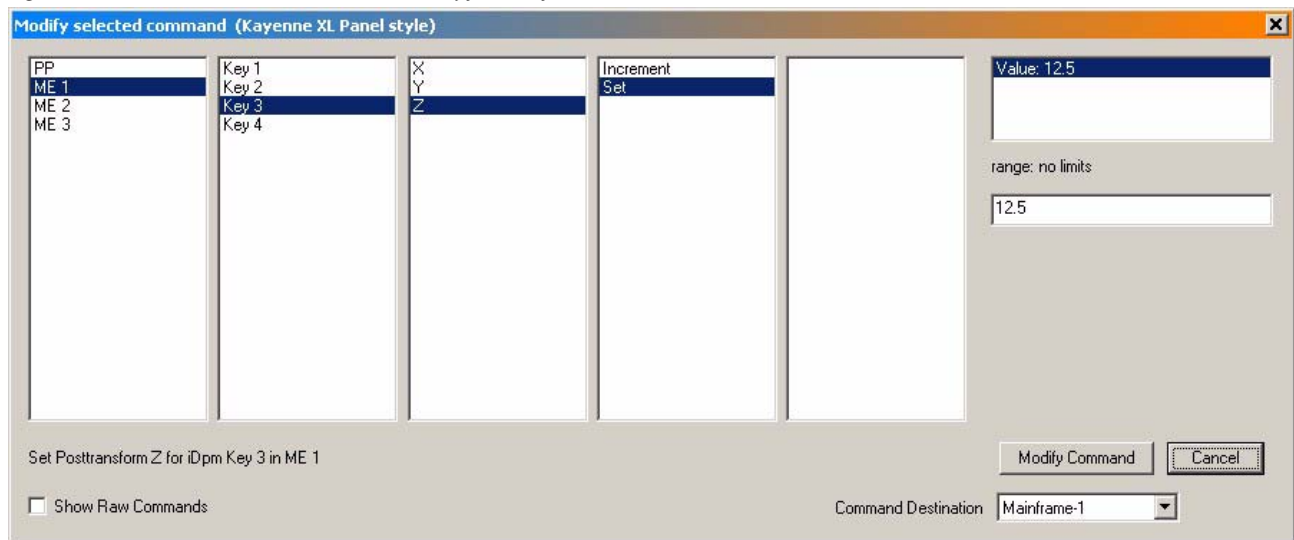 Modify selected command (Kayenne XL Panel style)
PP
ME 1
ME 2
ME 3
Key 1
Key 2
Key 3
Key 4
X
Y
Z
Increment
Set
Value: 12.5
range: no limits
12.5
Set Posttransform Z for iDpm Key 3 in ME 1
Modify Command
Cancel
Show Raw Commands
Command Destination
Mainframe-1